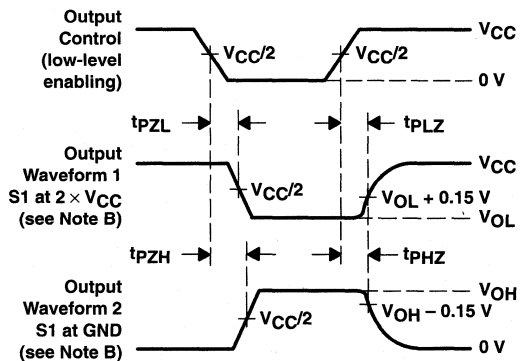 Output
Control
(low-level
enabling)
VCC/2
VCC/2
VCC
0 V
tPZL
tPLZ
Output
Waveform 1
S1 at 2 × VCC
(see Note B)
VCC/2
VCC
VOL + 0.15 V
VOL
tPZH
tPHZ
Output
Waveform 2
S1 at GND
(see Note B)
VCC/2
VOH
VOH − 0.15 V
0 V